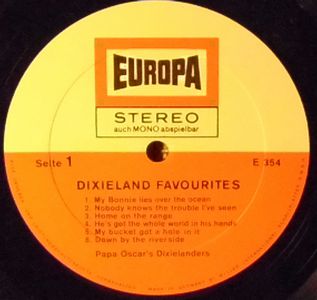 EUROPA
STEREO
auch MONO abspielbar
Seite 1
E 354
DIXIELAND FAVOURITES
1. My Bonnie lies over the ocean
2. Nobody knows the trouble I've seen
3. Home on the range
4. He's got the whole world in his hands
5. My bucket got a hole in it
6. Down by the riverside
Papa Oscar's Dixielanders